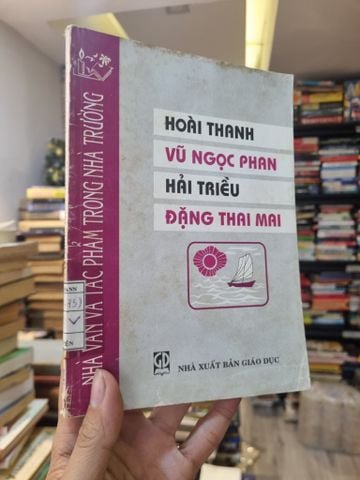 NHÀ VĂN VÀ TÁC PHẨM TRONG NHÀ TRƯỜNG
HOÀI THANH
VŨ NGỌC PHAN
HẢI TRIỀU
ĐẶNG THAI MAI
GD
NHÀ XUẤT BẢN GIÁO DỤC